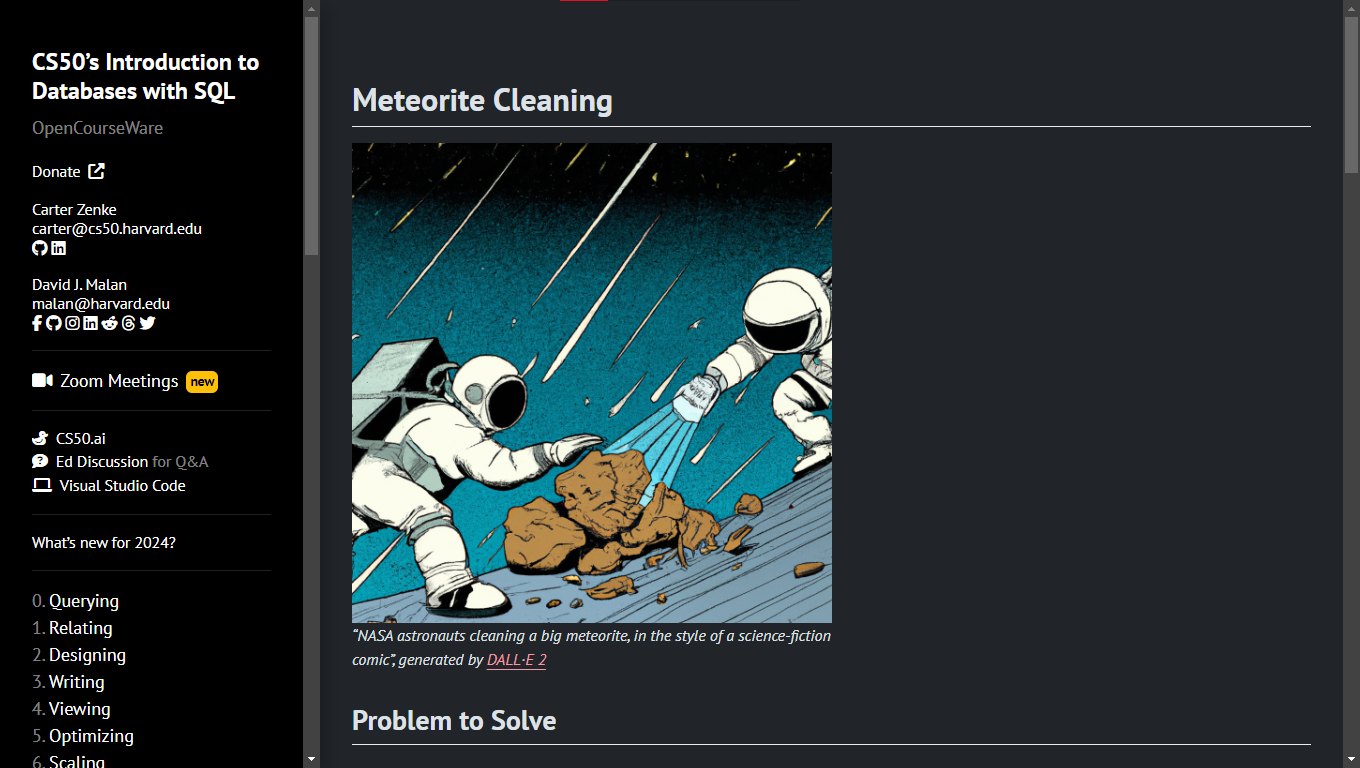 CS50’s Introduction to
Databases with SQL
OpenCourseWare
Donate
Carter Zenke
carter@cs50.harvard.edu
David J. Malan
malan@harvard.edu
Zoom Meetings new
CS50.ai
Ed Discussion for Q&A
Visual Studio Code
What’s new for 2024?
0. Querying
1. Relating
2. Designing
3. Writing
4. Viewing
5. Optimizing
6. Scaling
Meteorite Cleaning
“NASA astronauts cleaning a big meteorite, in the style of a science-fiction
comic”, generated by DALL·E 2
Problem to Solve